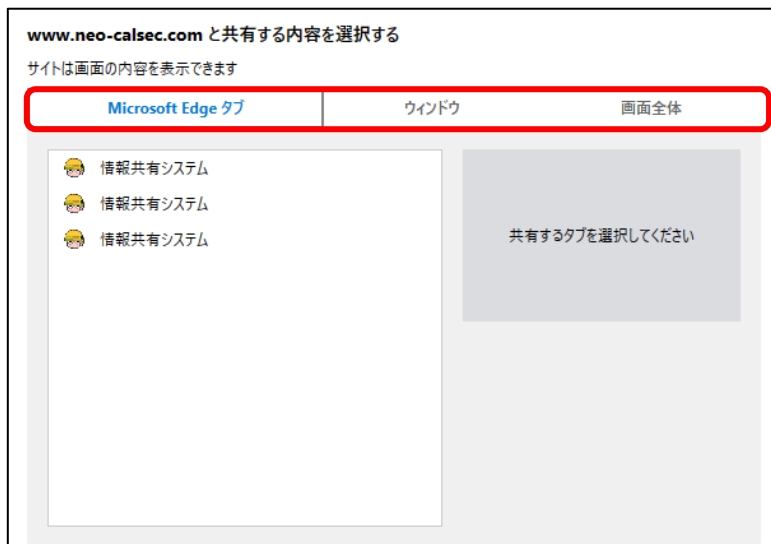 www.neo-calsec.com と共有する内容を選択する
サイトは画面の内容を表示できます
Microsoft Edge タブ ウィンドウ 画面全体
情報共有システム
情報共有システム
情報共有システム
共有するタブを選択してください